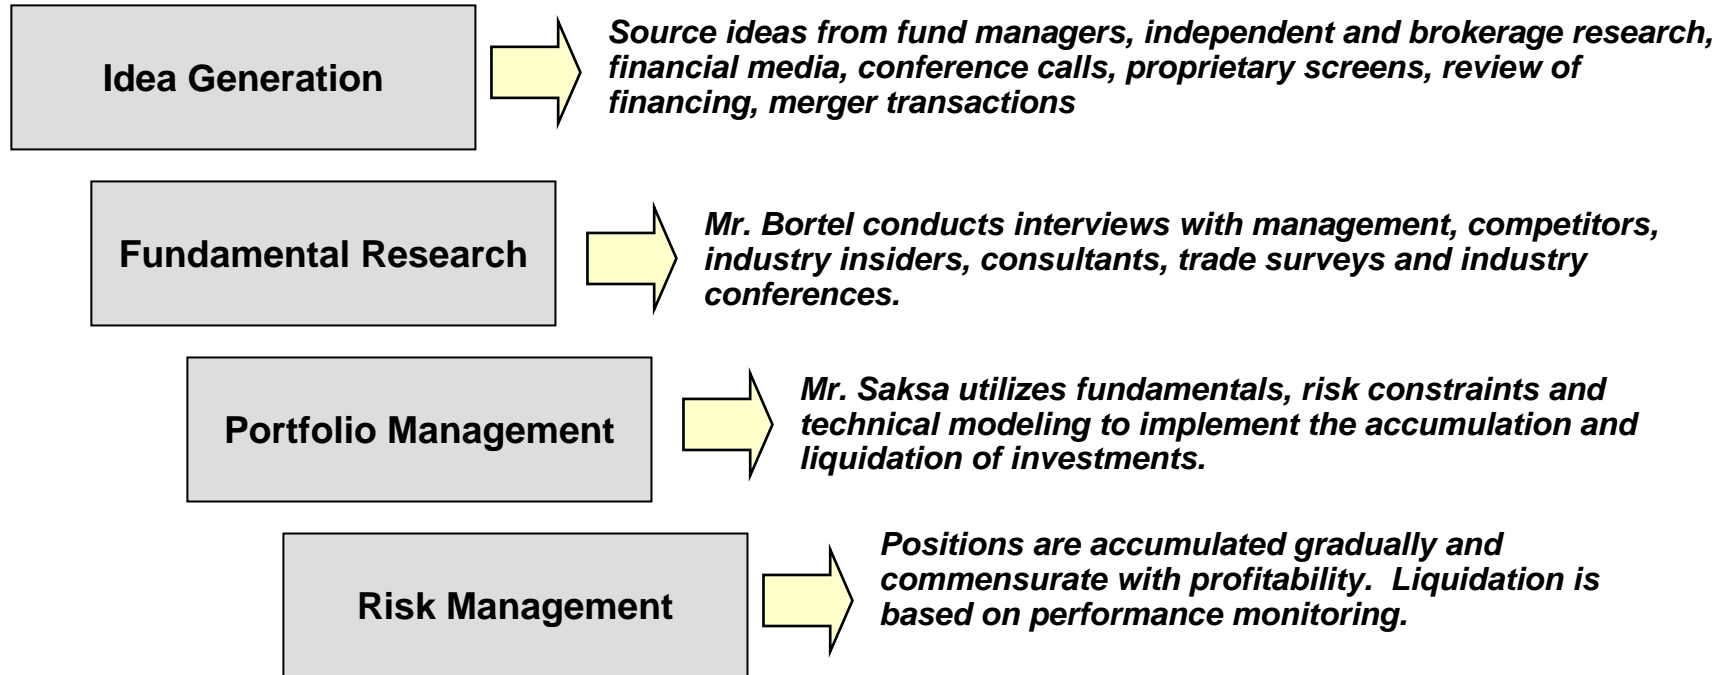 Idea Generation
Source ideas from fund managers, independent and brokerage research,
financial media, conference calls, proprietary screens, review of
financing, merger transactions
Fundamental Research
Mr. Bortel conducts interviews with management, competitors,
industry insiders, consultants, trade surveys and industry
conferences.
Portfolio Management
Mr. Saksa utilizes fundamentals, risk constraints and
technical modeling to implement the accumulation and
liquidation of investments.
Risk Management
Positions are accumulated gradually and
commensurate with profitability.  Liquidation is
based on performance monitoring.